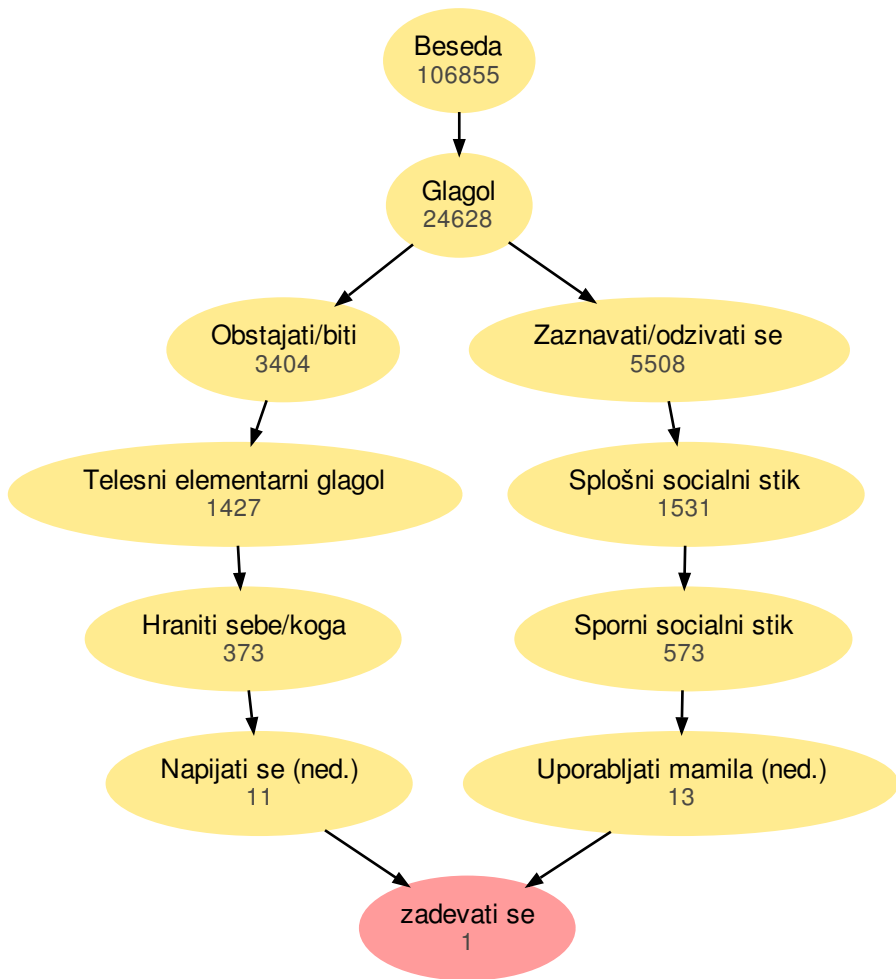 Beseda
106855
Glagol
24628
Obstajati/biti
3404
Zaznavati/odzivati se
5508
Telesni elementarni glagol
1427
Splošni socialni stik
1531
Hraniti sebe/koga
373
Sporni socialni stik
573
Napijati se (ned.)
11
Uporabljati mamila (ned.)
13
zadevati se
1